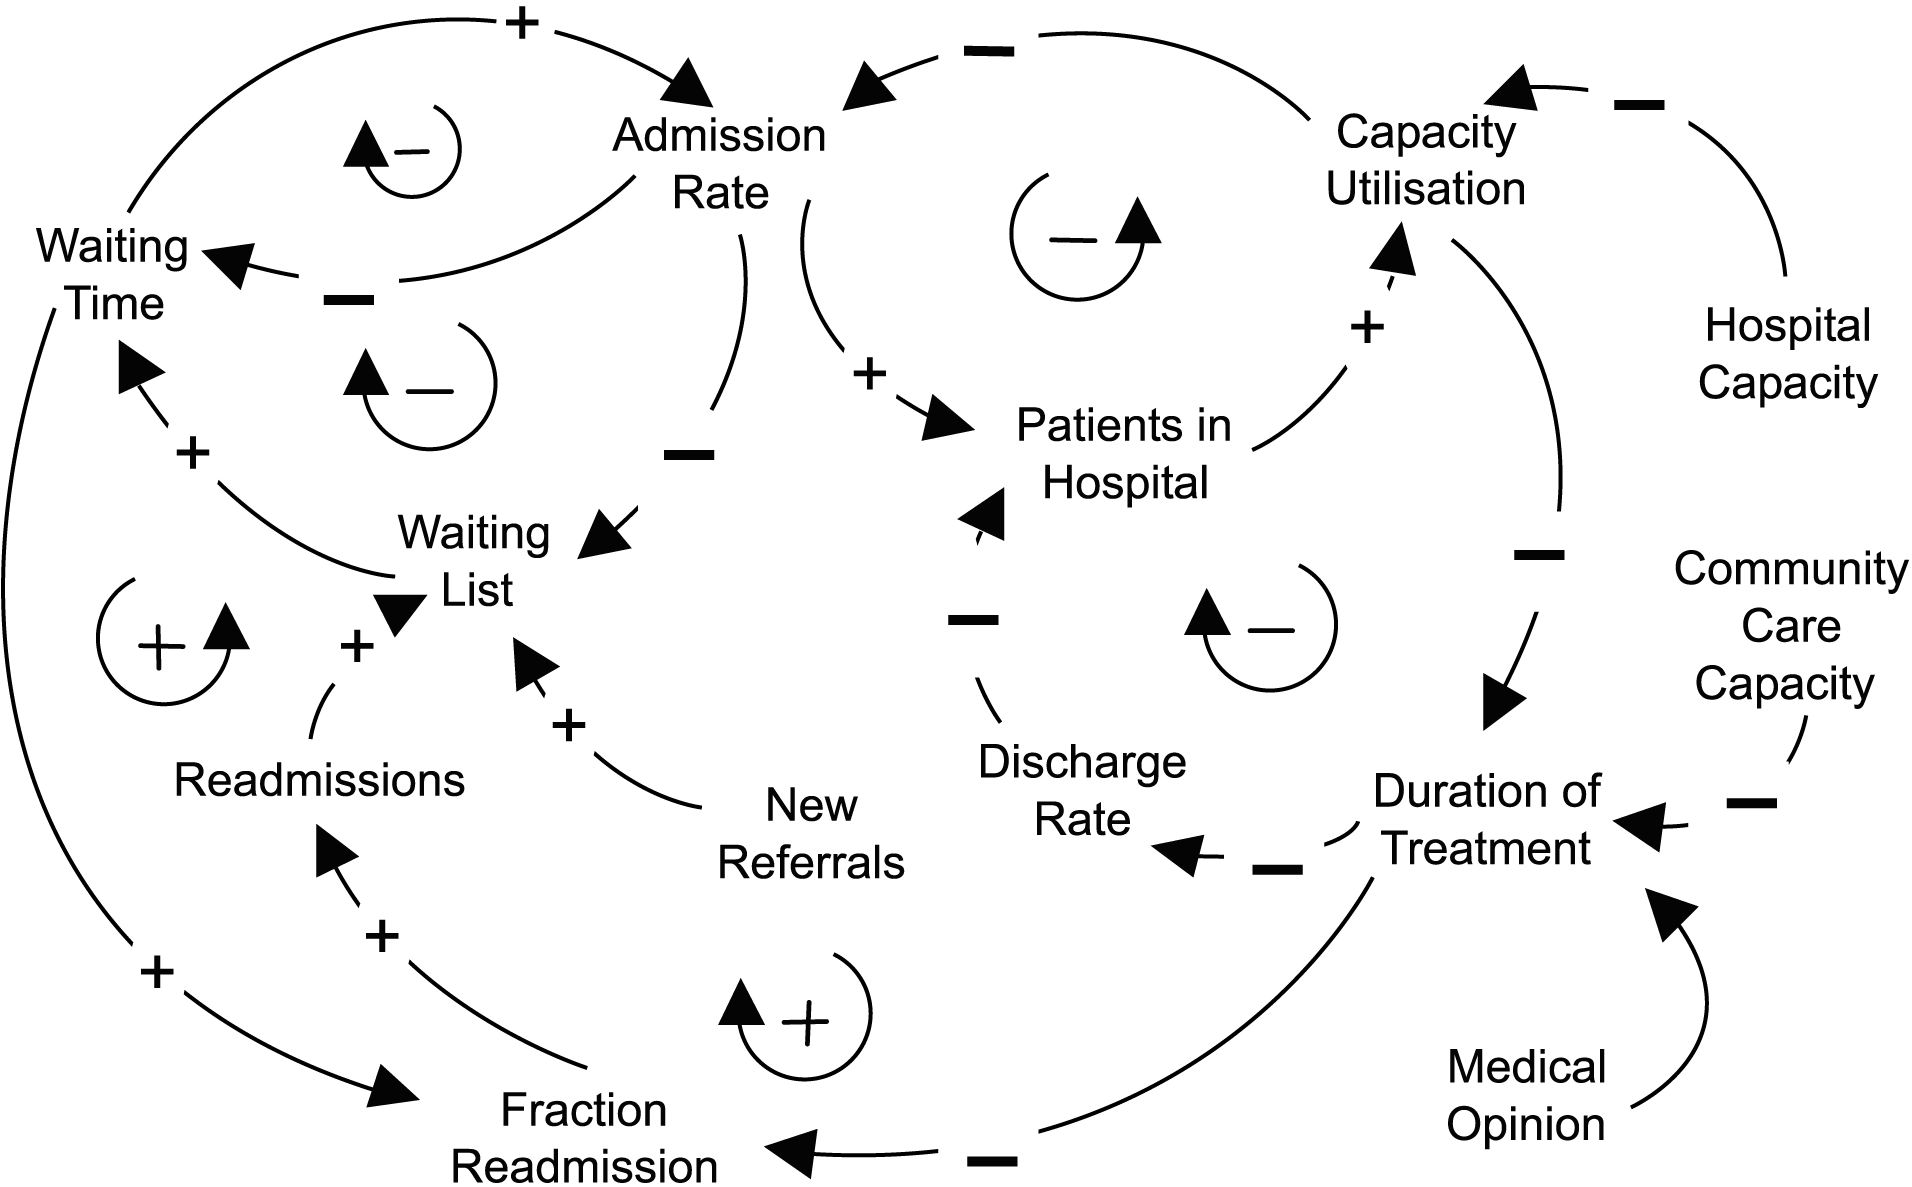 +
−
Admission
Rate
Capacity
Utilisation
−
−
−
Waiting
Time
−
−
Hospital
Capacity
+
+
−
Patients in
Hospital
+
−
Waiting
List
−
Community
Care
Capacity
+
+
−
−
+
Readmissions
New
Referrals
Discharge
Rate
Duration of
Treatment
−
−
+
+
+
Fraction
Readmission
−
Medical
Opinion